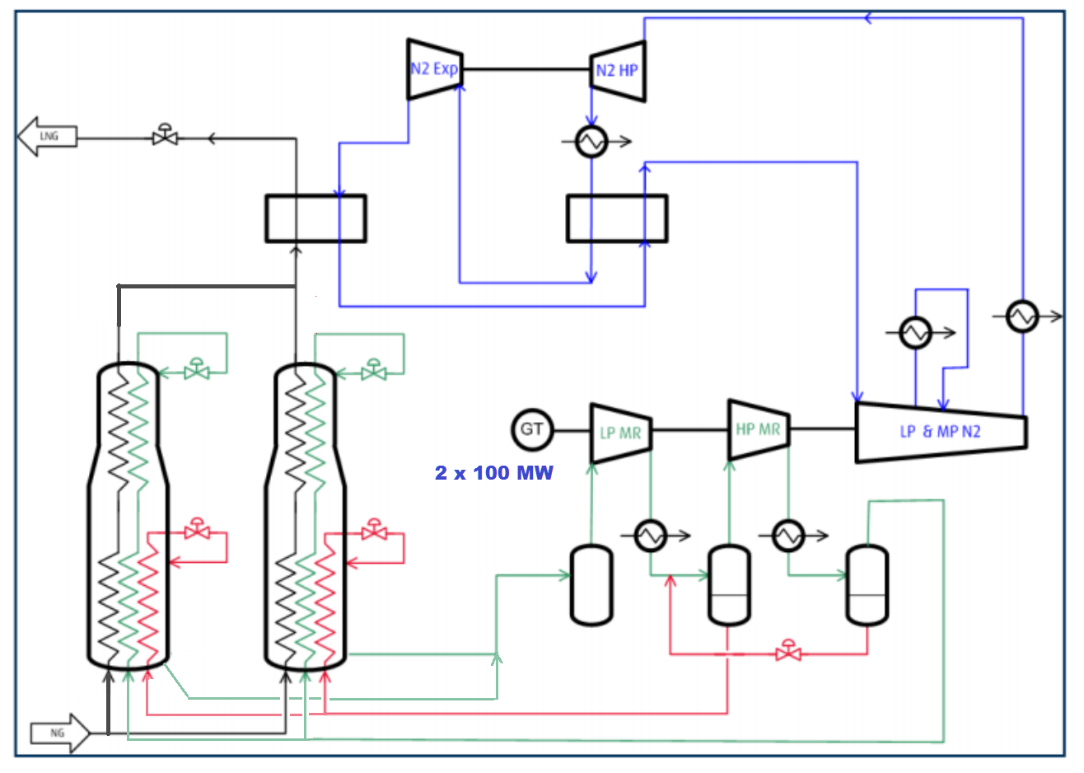 N2 Exp
N2 HP
LNG
GT
LP MR
HP MR
LP & MP N2
2 x 100 MW
NG